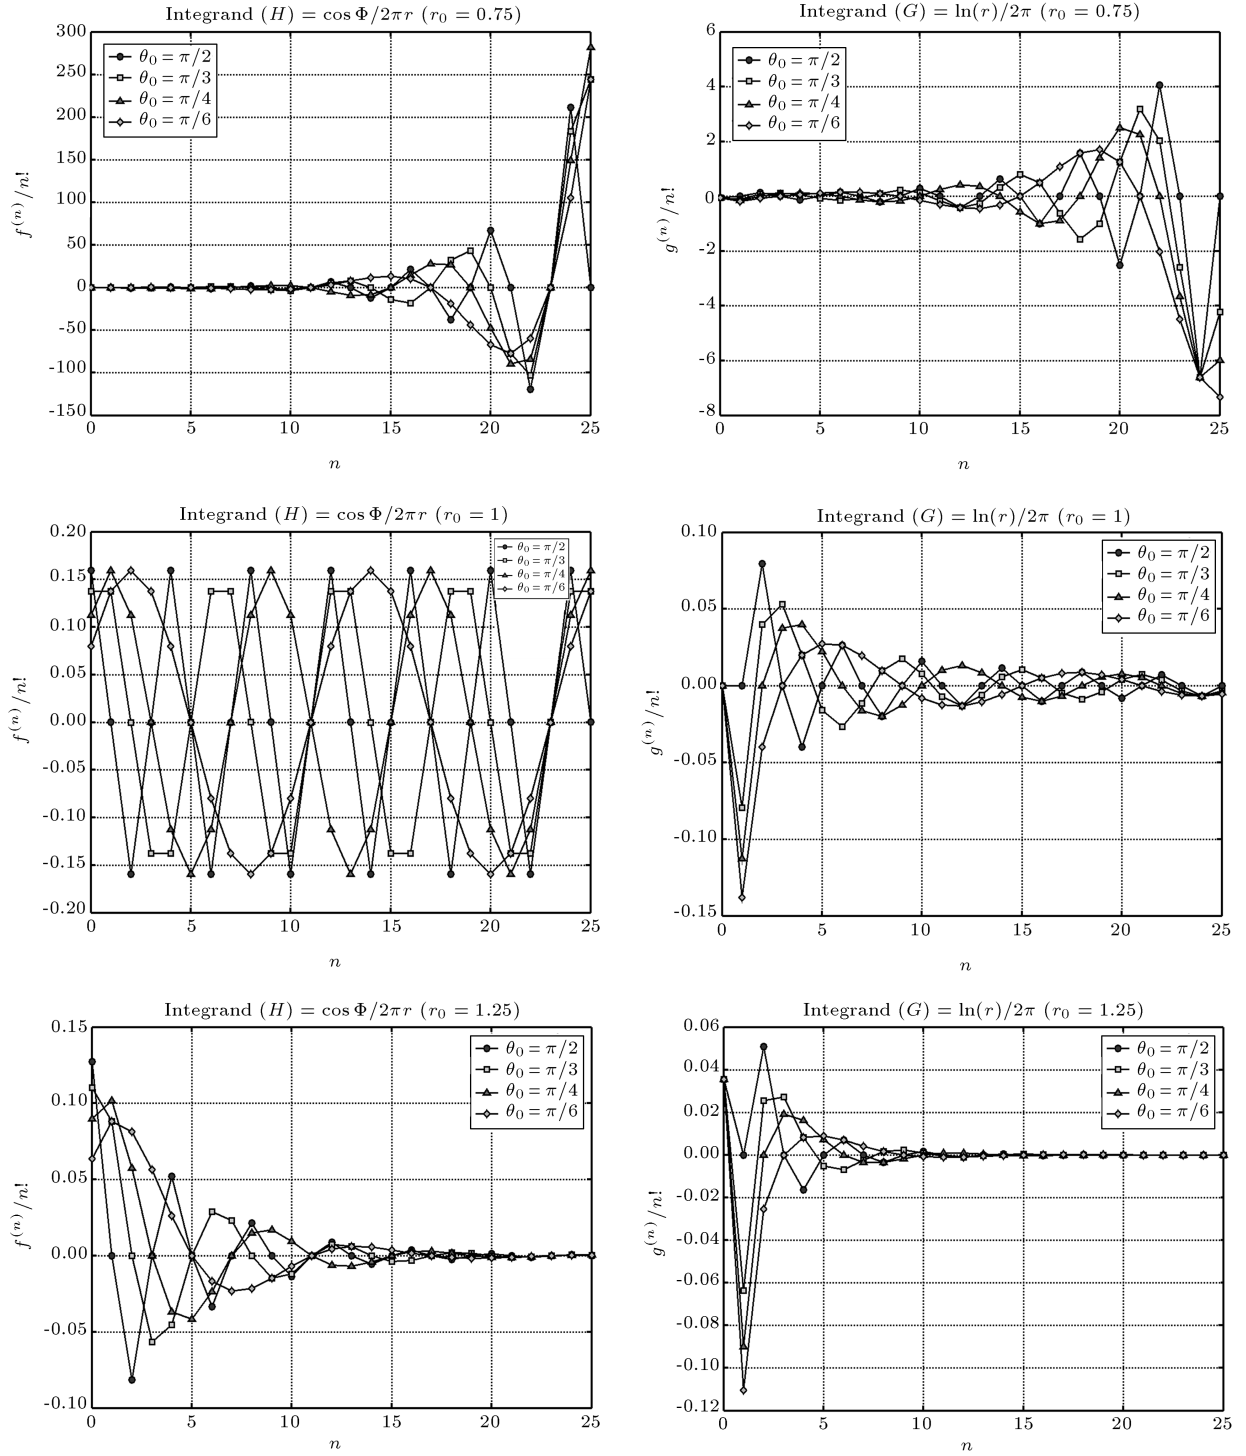 Integrand (H) = cos Φ/2πr (r₀ = 0.75)
300
250
200
150
100
50
0
-50
-100
-150
f⁽ⁿ⁾/n!
θ₀ = π/2
θ₀ = π/3
θ₀ = π/4
θ₀ = π/6
0 5 10 15 20 25
n
Integrand (G) = ln(r)/2π (r₀ = 0.75)
6
4
2
0
-2
-4
-6
-8
g⁽ⁿ⁾/n!
θ₀ = π/2
θ₀ = π/3
θ₀ = π/4
θ₀ = π/6
0 5 10 15 20 25
n
Integrand (H) = cos Φ/2πr (r₀ = 1)
0.20
0.15
0.10
0.05
0.00
-0.05
-0.10
-0.15
-0.20
f⁽ⁿ⁾/n!
θ₀ = π/2
θ₀ = π/3
θ₀ = π/4
θ₀ = π/6
0 5 10 15 20 25
n
Integrand (G) = ln(r)/2π (r₀ = 1)
0.10
0.05
0.00
-0.05
-0.10
-0.15
g⁽ⁿ⁾/n!
θ₀ = π/2
θ₀ = π/3
θ₀ = π/4
θ₀ = π/6
0 5 10 15 20 25
n
Integrand (H) = cos Φ/2πr (r₀ = 1.25)
0.15
0.10
0.05
0.00
-0.05
-0.10
f⁽ⁿ⁾/n!
θ₀ = π/2
θ₀ = π/3
θ₀ = π/4
θ₀ = π/6
0 5 10 15 20 25
n
Integrand (G) = ln(r)/2π (r₀ = 1.25)
0.06
0.04
0.02
0.00
-0.02
-0.04
-0.06
-0.08
-0.10
-0.12
g⁽ⁿ⁾/n!
θ₀ = π/2
θ₀ = π/3
θ₀ = π/4
θ₀ = π/6
0 5 10 15 20 25
n